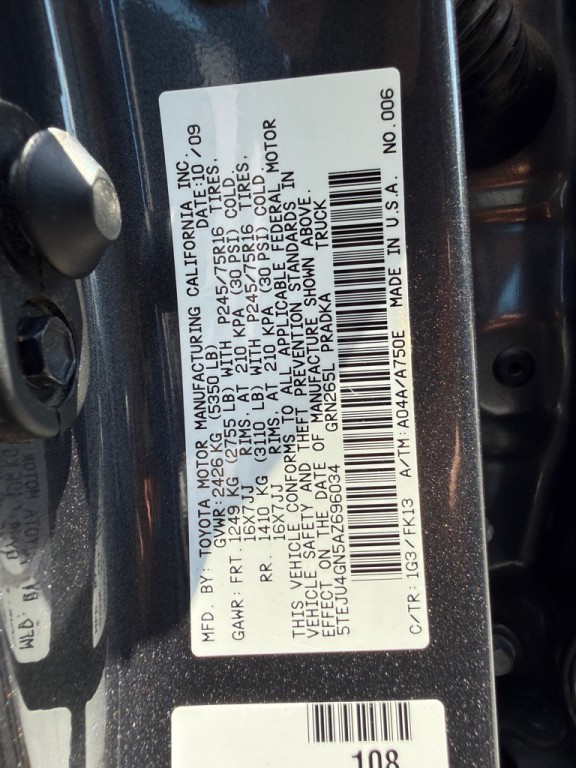 MFD. BY: TOYOTA MOTOR MANUFACTURING CALIFORNIA INC.
DATE: 10 /09
GVWR: 2426 KG (5350 LB)
GAWR: FRT. 1249 KG (2755 LB) WITH P245/75R16 TIRES,
16X7JJ RIMS, AT 210 KPA (30 PSI) COLD.
RR. 1410 KG (3110 LB) WITH P245/75R16 TIRES,
16X7JJ RIMS, AT 210 KPA (30 PSI) COLD.
THIS VEHICLE CONFORMS TO ALL APPLICABLE FEDERAL MOTOR
VEHICLE SAFETY AND THEFT PREVENTION STANDARDS IN
EFFECT ON THE DATE OF MANUFACTURE SHOWN ABOVE.
5TEJU4GN5AZ696034 GRN265L PRADKA TRUCK
C/TR: 1G3 / FK13 A/TM: A04A/A750E MADE IN U.S.A. NO. 006
108